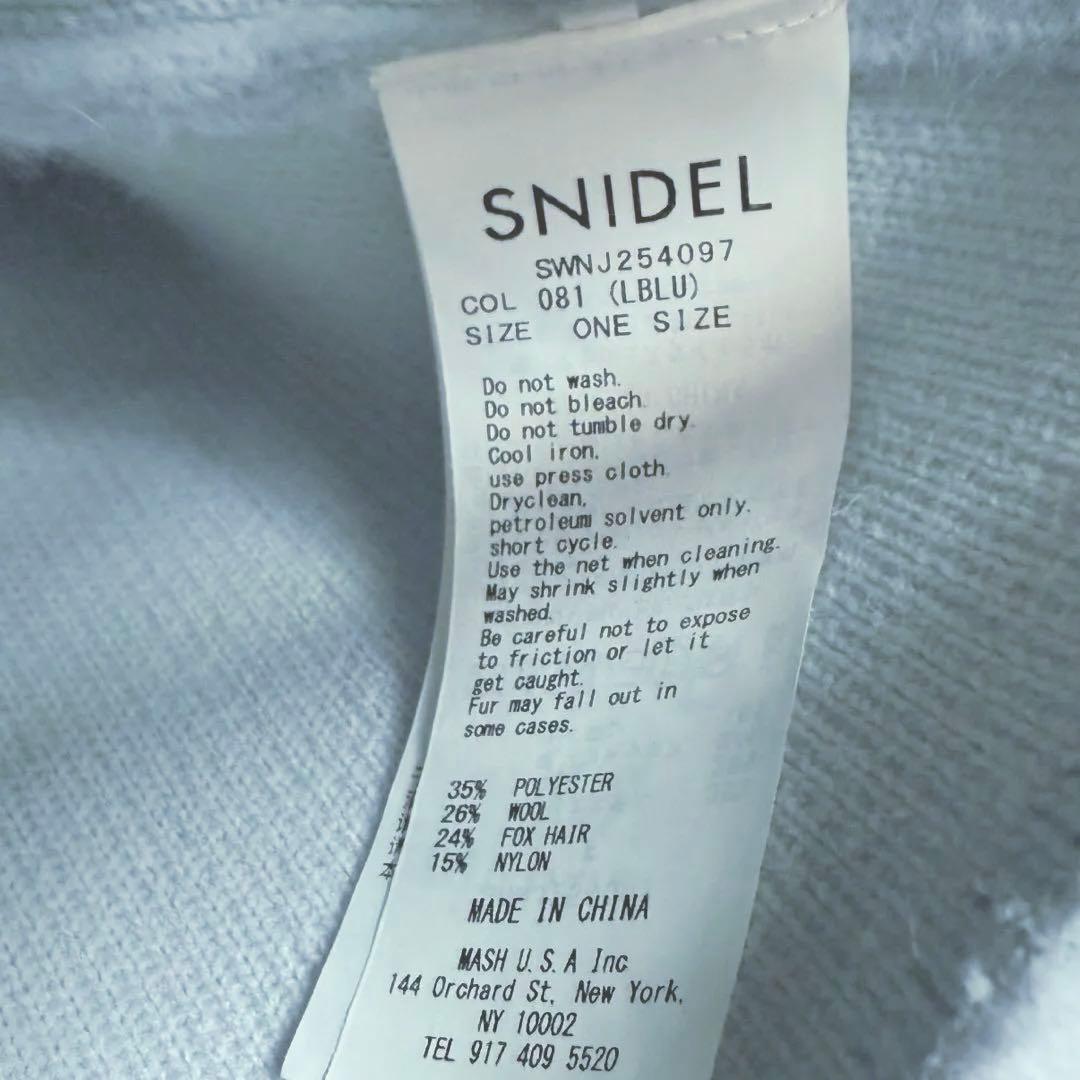 SNIDEL
SWNJ254097
COL 081 (LBLU)
SIZE ONE SIZE
Do not wash.
Do not bleach.
Do not tumble dry.
Cool iron.
use press cloth.
Dryclean,
petroleum solvent only.
short cycle.
Use the net when cleaning.
May shrink slightly when
washed.
Be careful not to expose
to friction or let it
get caught.
Fur may fall out in
some cases.
35% POLYESTER
26% WOOL
24% FOX HAIR
15% NYLON
MADE IN CHINA
MASH U.S.A Inc
144 Orchard St, New York,
NY 10002
TEL 917 409 5520